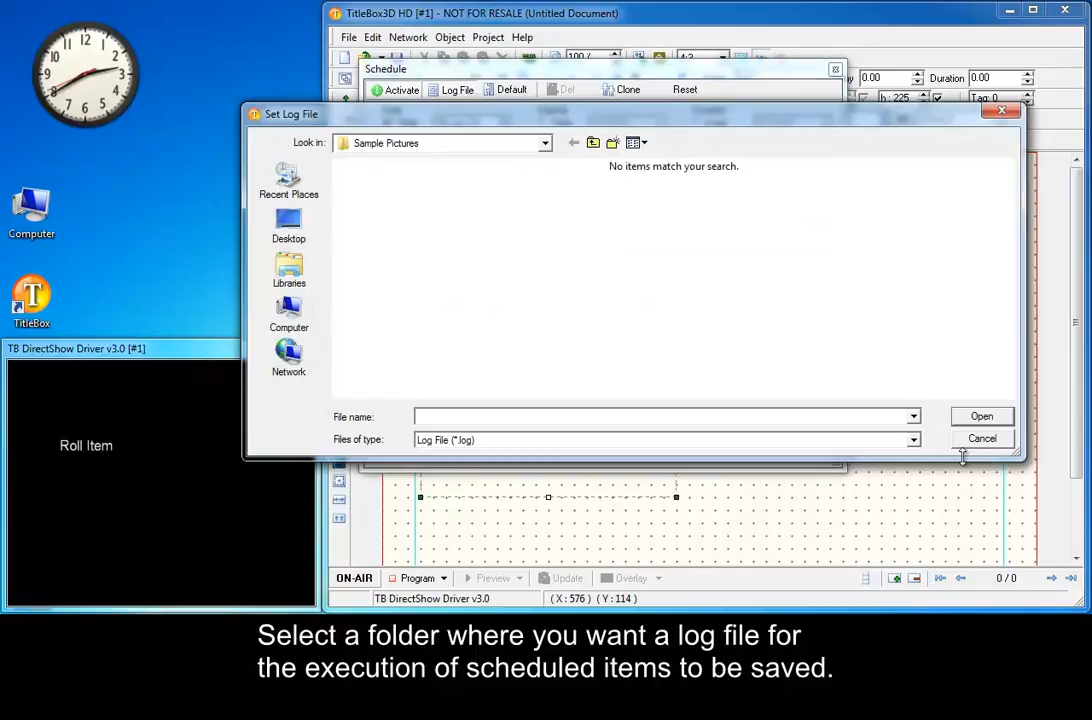 TitleBox3D HD [#1] - NOT FOR RESALE (Untitled Document)
File Edit Network Object Project Help
Schedule
Activate Log File Default Del Clone Reset
0.00 Duration 0.00
h: 225 Tag: 0
Set Log File
Look in: Sample Pictures
No items match your search.
Recent Places
Desktop
Libraries
Computer
Network
File name: Open
Files of type: Log File (*.log) Cancel
Computer
TitleBox
TB DirectShow Driver v3.0 [#1]
Roll Item
ON-AIR Program Preview Update Overlay 0 / 0
TB DirectShow Driver v3.0 ( X : 576 ) ( Y : 114 )
Select a folder where you want a log file for
the execution of scheduled items to be saved.